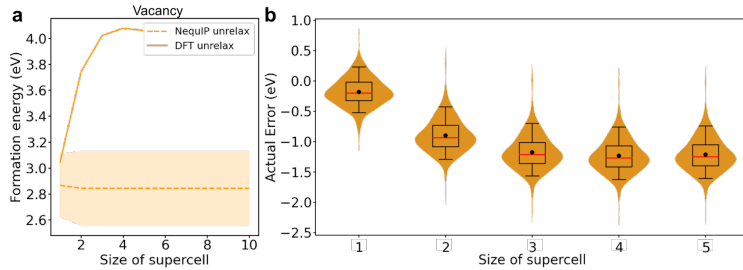 a
Vacancy
b
NequIP unrelax
DFT unrelax
Formation energy (eV)
4.0
3.8
3.6
3.4
3.2
3.0
2.8
2.6
0 2 4 6 8 10
Size of supercell
Actual Error (eV)
0.5
0.0
−0.5
−1.0
−1.5
−2.0
−2.5
1 2 3 4 5
Size of supercell